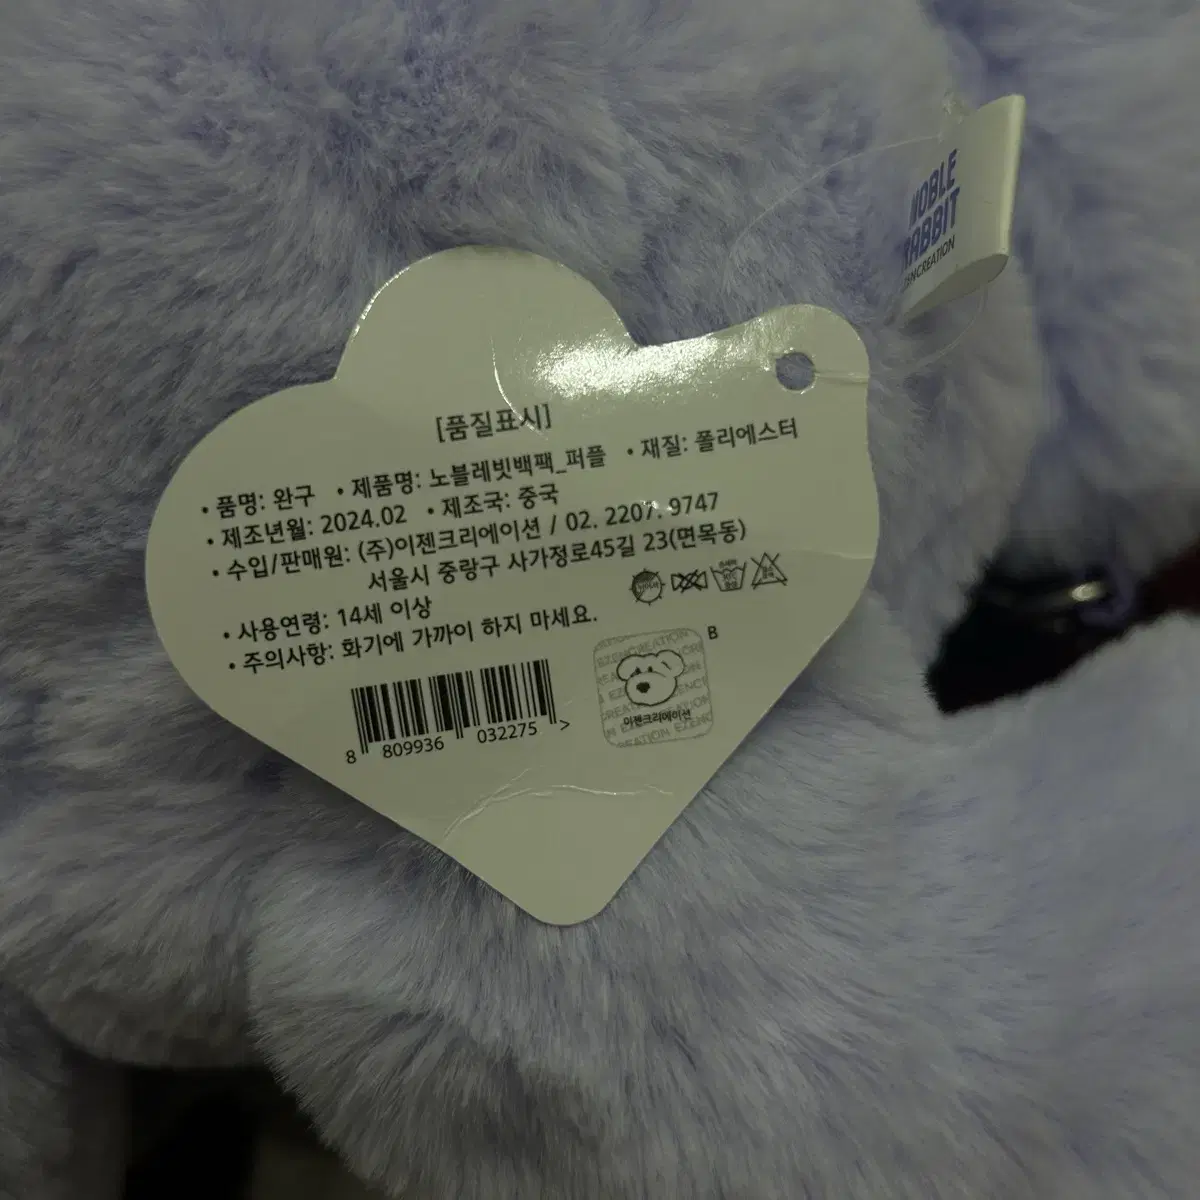 NOBLE
RABBIT
[품질표시]
• 품명: 완구 • 제품명: 노블레빗백팩_퍼플 • 재질: 폴리에스터
• 제조년월: 2024.02 • 제조국: 중국
• 수입/판매원: (주)이젠크리에이션 / 02. 2207. 9747
서울시 중랑구 사가정로45길 23(면목동)
• 사용연령: 14세 이상
• 주의사항: 화기에 가까이 하지 마세요.
B
이젠크리에이션
8 809936 032275 >